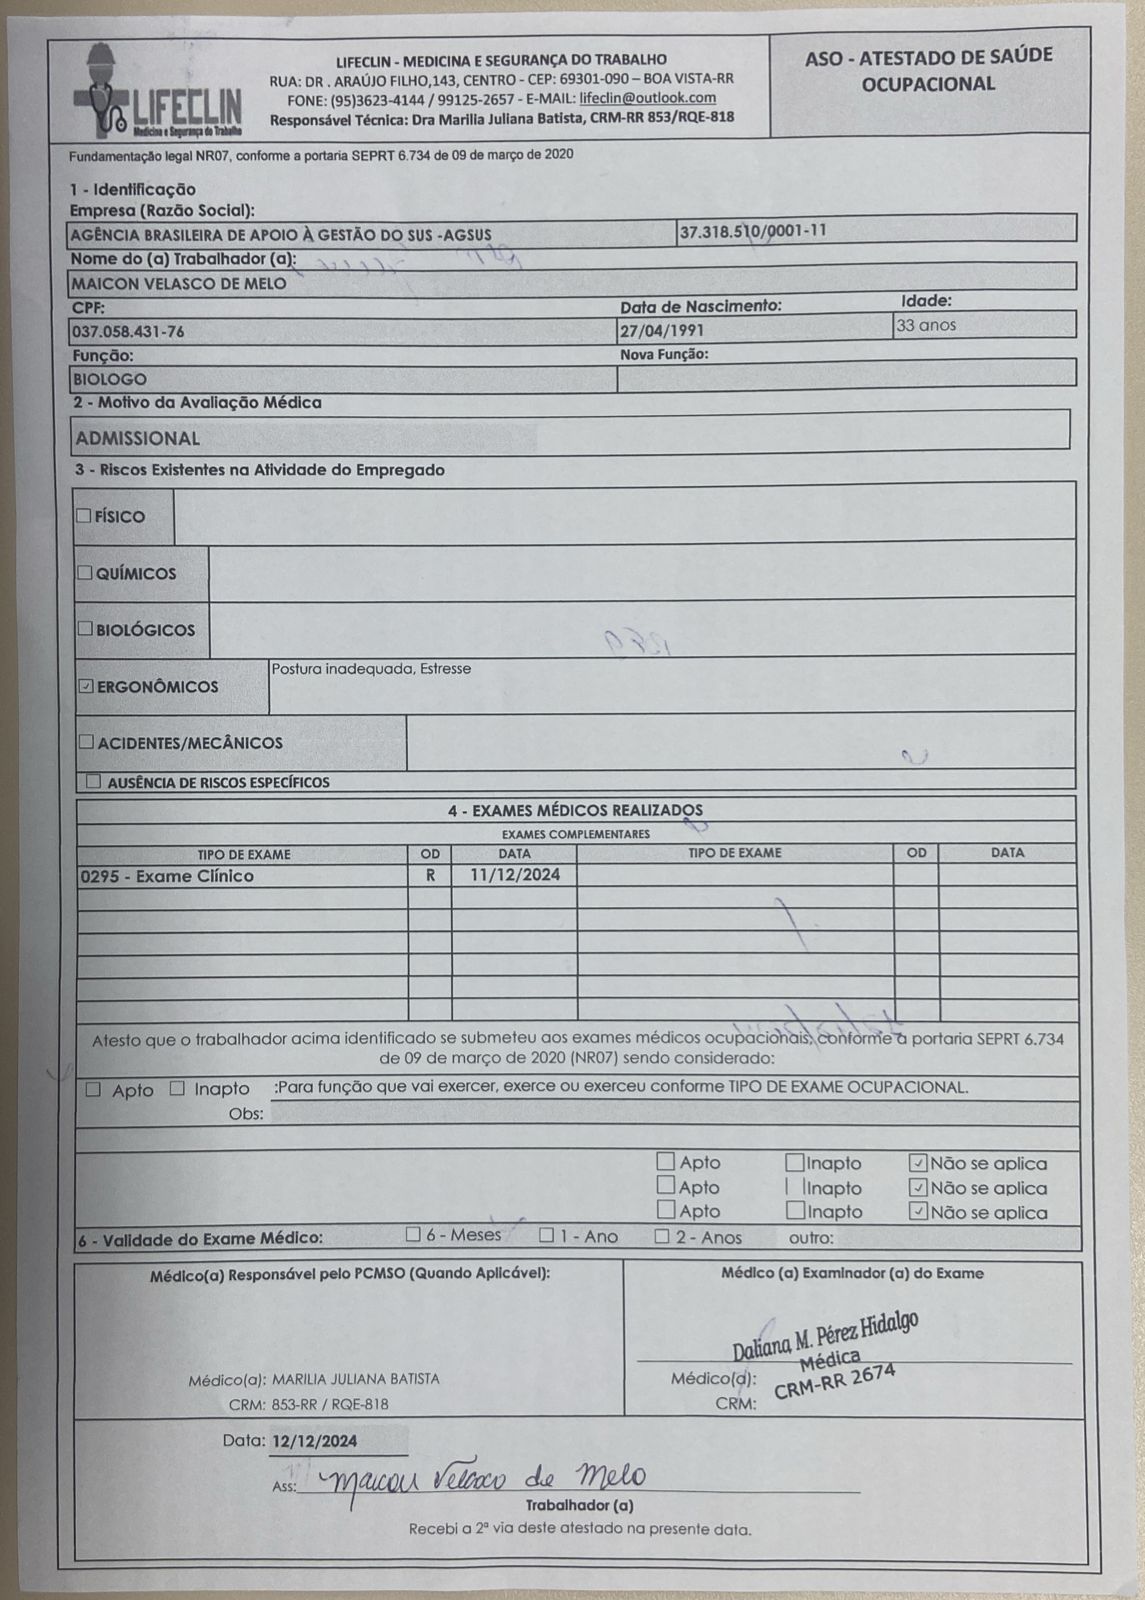 LIFECLIN
Medicina e Segurança do Trabalho
LIFECLIN - MEDICINA E SEGURANÇA DO TRABALHO
RUA: DR . ARAÚJO FILHO,143, CENTRO - CEP: 69301-090 – BOA VISTA-RR
FONE: (95)3623-4144 / 99125-2657 - E-MAIL: lifeclin@outlook.com
Responsável Técnica: Dra Marilia Juliana Batista, CRM-RR 853/RQE-818
ASO - ATESTADO DE SAÚDE
OCUPACIONAL
Fundamentação legal NR07, conforme a portaria SEPRT 6.734 de 09 de março de 2020
1 - Identificação
Empresa (Razão Social):
AGÊNCIA BRASILEIRA DE APOIO À GESTÃO DO SUS -AGSUS 37.318.510/0001-11
Nome do (a) Trabalhador (a):
MAICON VELASCO DE MELO
CPF: Data de Nascimento: Idade:
037.058.431-76 27/04/1991 33 anos
Função: Nova Função:
BIOLOGO
2 - Motivo da Avaliação Médica
ADMISSIONAL
3 - Riscos Existentes na Atividade do Empregado
FÍSICO
QUÍMICOS
BIOLÓGICOS
Postura inadequada, Estresse
ERGONÔMICOS
ACIDENTES/MECÂNICOS
AUSÊNCIA DE RISCOS ESPECÍFICOS
4 - EXAMES MÉDICOS REALIZADOS
EXAMES COMPLEMENTARES
TIPO DE EXAME OD DATA TIPO DE EXAME OD DATA
0295 - Exame Clínico R 11/12/2024
Atesto que o trabalhador acima identificado se submeteu aos exames médicos ocupacionais, conforme a portaria SEPRT 6.734
de 09 de março de 2020 (NR07) sendo considerado:
Apto Inapto :Para função que vai exercer, exerce ou exerceu conforme TIPO DE EXAME OCUPACIONAL.
Obs:
Apto Inapto Não se aplica
Apto Inapto Não se aplica
Apto Inapto Não se aplica
6 - Validade do Exame Médico: 6 - Meses 1 - Ano 2 - Anos outro:
Médico(a) Responsável pelo PCMSO (Quando Aplicável):
Médico(a): MARILIA JULIANA BATISTA
CRM: 853-RR / RQE-818
Médico (a) Examinador (a) do Exame
Daliana M. Pérez Hidalgo
Médica
CRM-RR 2674
Médico(a):
CRM:
Data: 12/12/2024
Ass: Maicon Velasco de Melo
Trabalhador (a)
Recebi a 2ª via deste atestado na presente data.